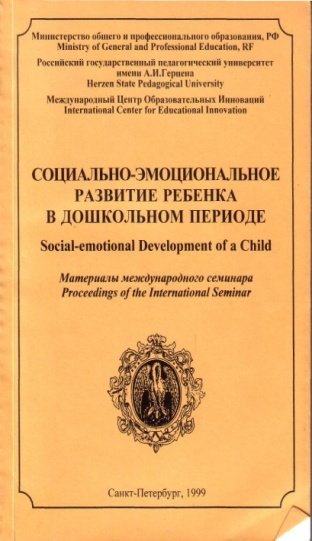 Министерство общего и профессионального образования, РФ
Ministry of General and Professional Education, RF
Российский государственный педагогический университет
имени А.И.Герцена
Herzen State Pedagogical University
Международный Центр Образовательных Инноваций
International Center for Educational Innovation
СОЦИАЛЬНО-ЭМОЦИОНАЛЬНОЕ
РАЗВИТИЕ РЕБЕНКА
В ДОШКОЛЬНОМ ПЕРИОДЕ
Social-emotional Development of a Child
Материалы международного семинара
Proceedings of the International Seminar
Санкт-Петербург, 1999